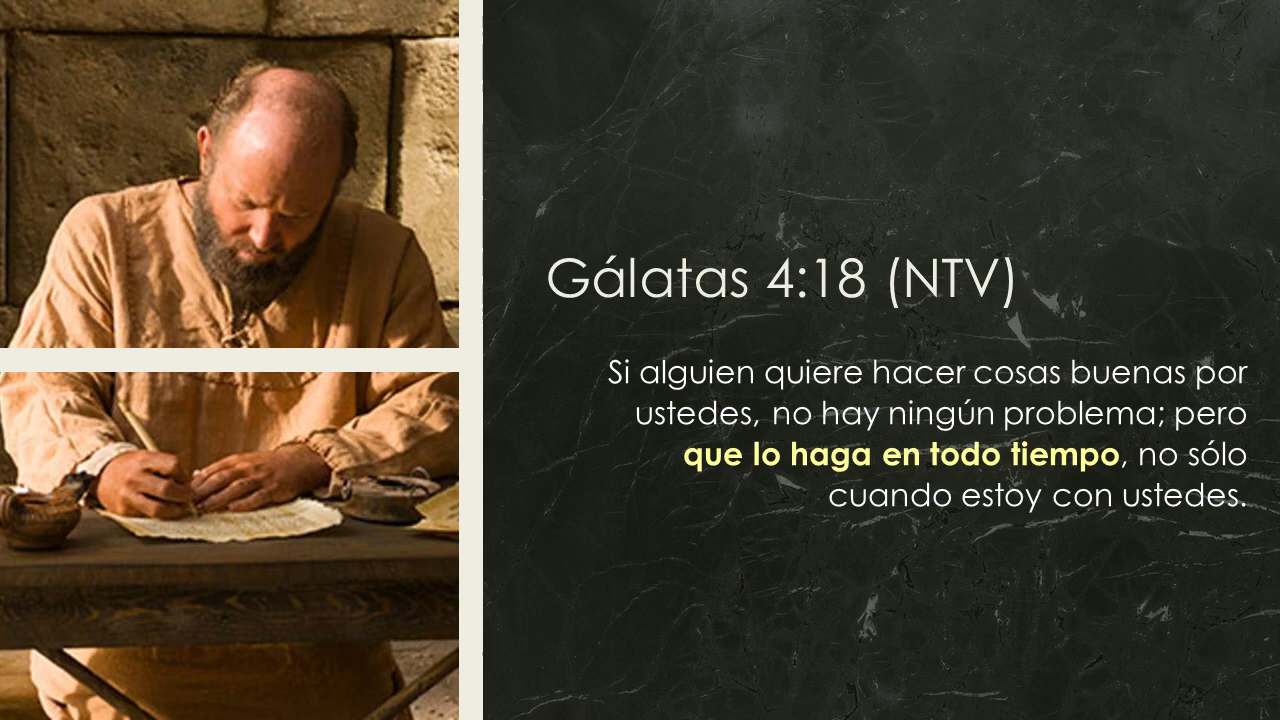 Gálatas 4:18 (NTV)
Si alguien quiere hacer cosas buenas por
ustedes, no hay ningún problema; pero
que lo haga en todo tiempo, no sólo
cuando estoy con ustedes.